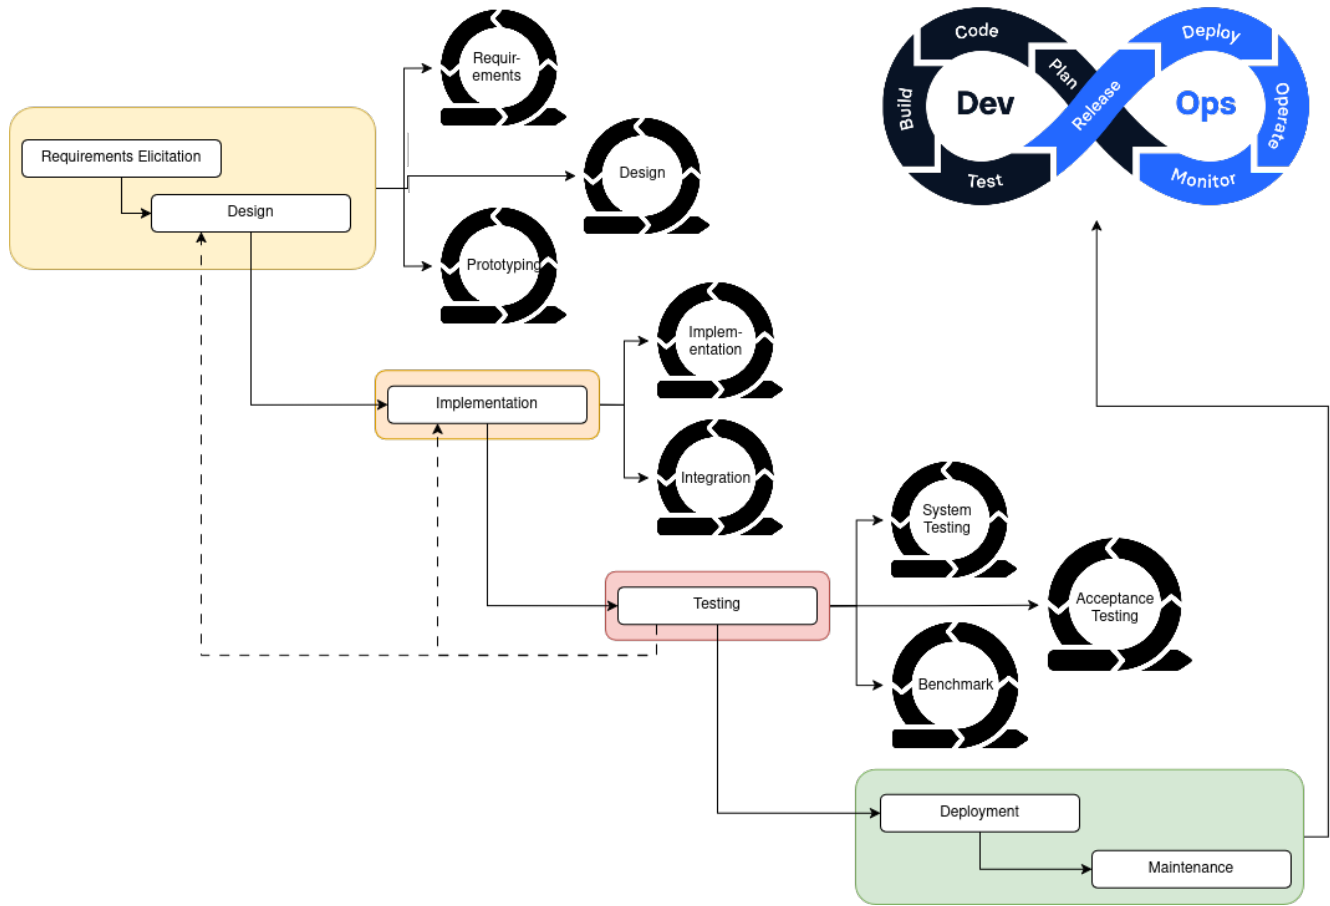 Requirements Elicitation
Design
Requir-
ements
Design
Prototyping
Code
Plan
Build
Dev
Test
Release
Deploy
Ops
Operate
Monitor
Implementation
Implem-
entation
Integration
Testing
System
Testing
Acceptance
Testing
Benchmark
Deployment
Maintenance